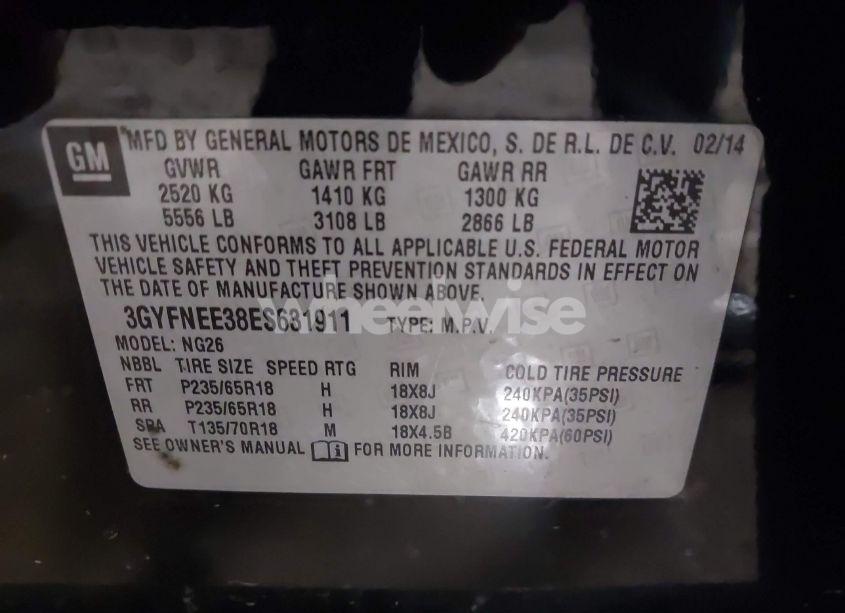 GM
MFD BY GENERAL MOTORS DE MEXICO, S. DE R.L. DE C.V. 02/14
GVWR GAWR FRT GAWR RR
2520 KG 1410 KG 1300 KG
5556 LB 3108 LB 2866 LB
THIS VEHICLE CONFORMS TO ALL APPLICABLE U.S. FEDERAL MOTOR
VEHICLE SAFETY AND THEFT PREVENTION STANDARDS IN EFFECT ON
THE DATE OF MANUFACTURE SHOWN ABOVE.
wheelwise
3GYFNEE38ES631911 TYPE: M.P.V.
MODEL: NG26
NBBL TIRE SIZE SPEED RTG RIM COLD TIRE PRESSURE
FRT P235/65R18 H 18X8J 240KPA(35PSI)
RR P235/65R18 H 18X8J 240KPA(35PSI)
SPA T135/70R18 M 18X4.5B 420KPA(60PSI)
SEE OWNER'S MANUAL FOR MORE INFORMATION.